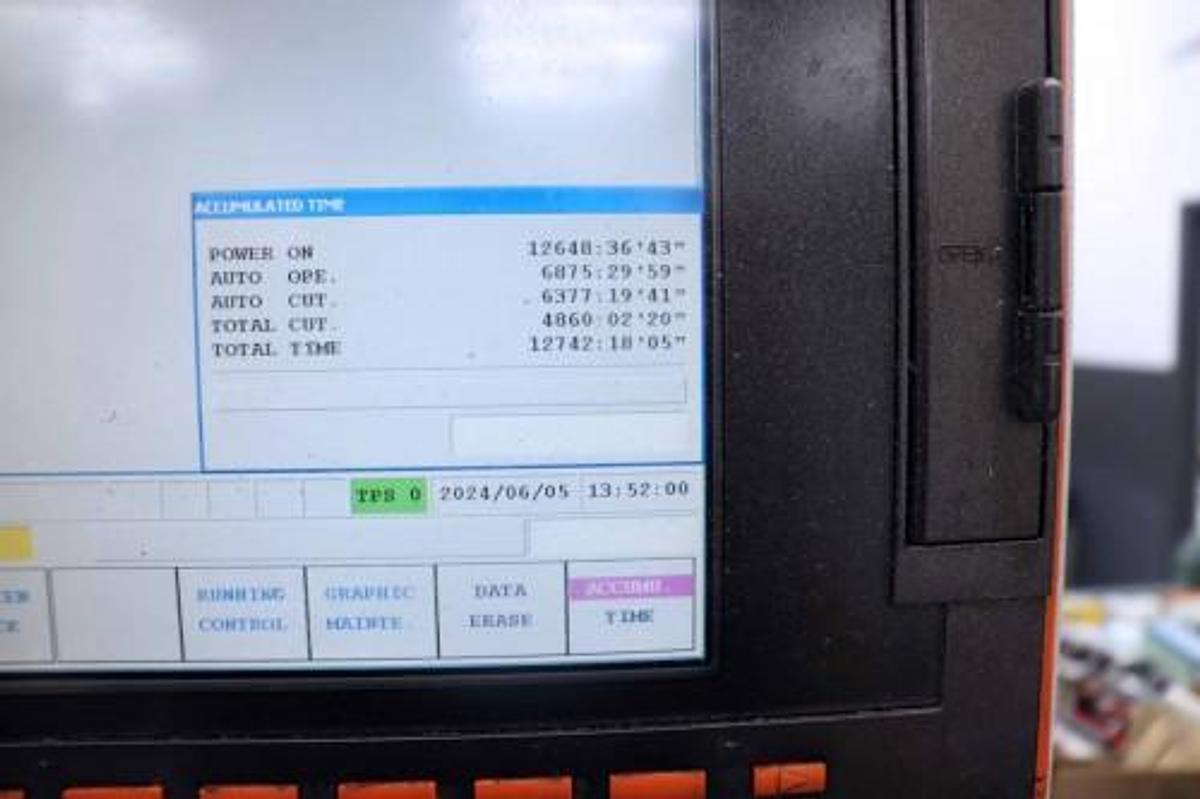 ACCUMULATED TIME
POWER ON 12648:36'43"
AUTO OPE. 6875:29'59"
AUTO CUT. 6377:19'41"
TOTAL CUT. 4860:02'20"
TOTAL TIME 12742:18'05"
TPS 0 2024/06/05 13:52:00
RUNNING CONTROL
GRAPHIC MAINTE.
DATA ERASE
ACCUMU. TIME
OPEN